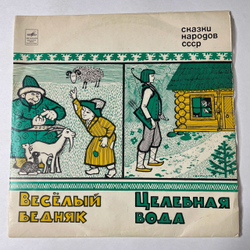 сказки
народов
ссср
Весёлый
бедняк
Целебная
вода